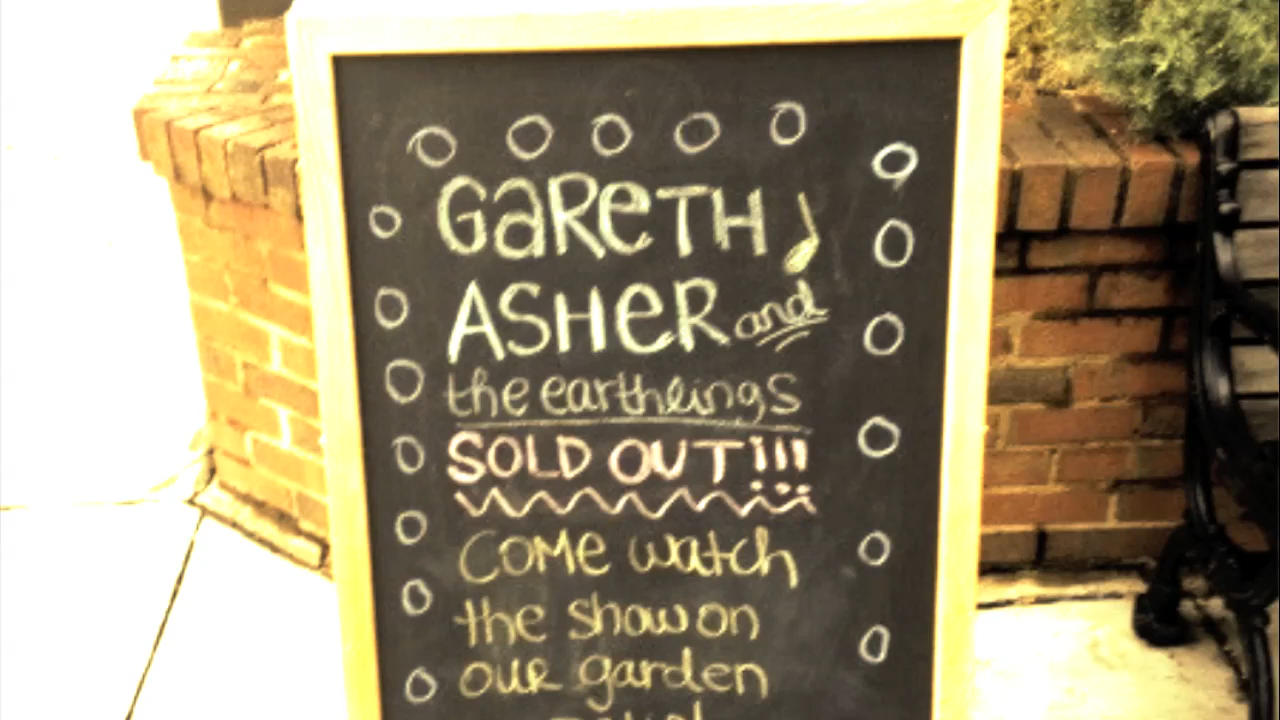 GaReTH
ASHeR and
the earthlings
SOLD OUT!!!
COMe watch
the show on
our garden